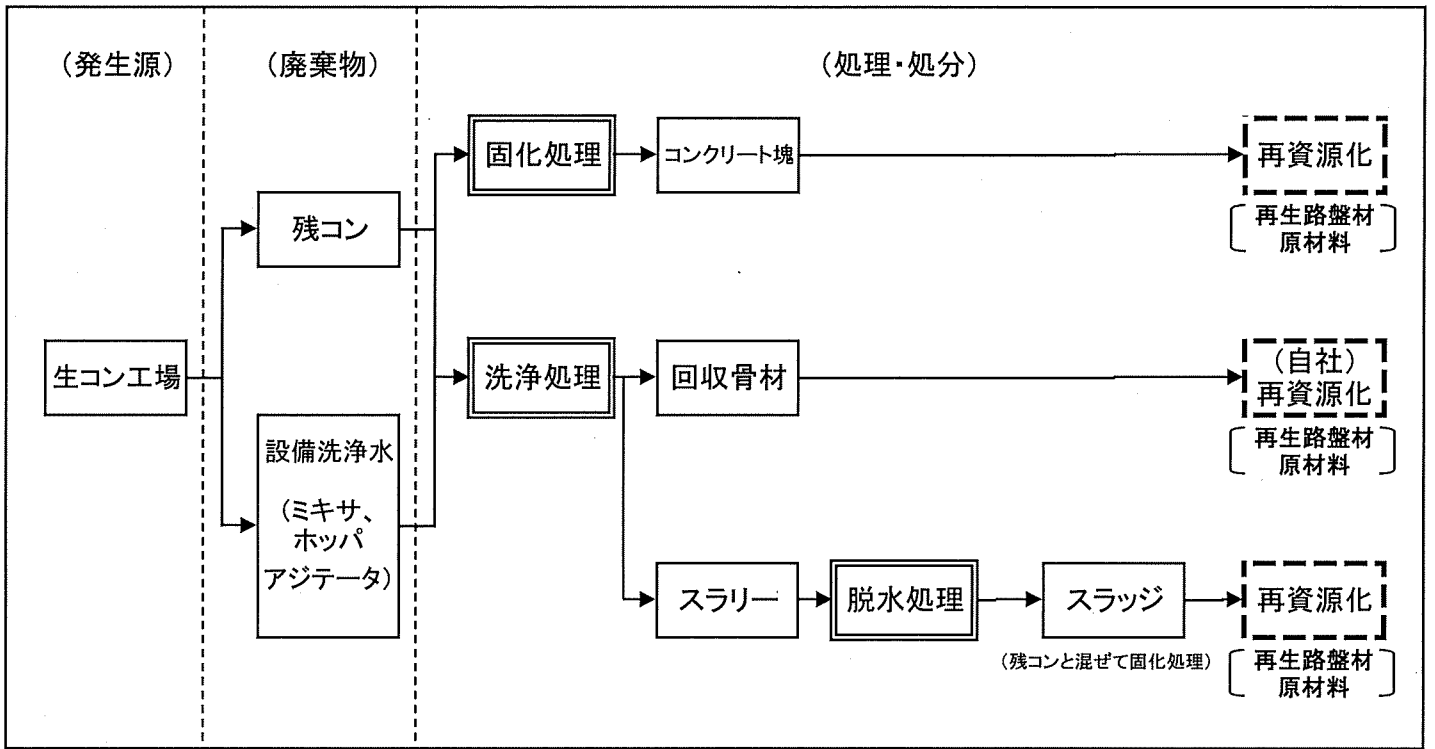 （発生源）
（廃棄物）
（処理・処分）
固化処理
コンクリート塊
再資源化
再生路盤材
原材料
残コン
生コン工場
洗浄処理
回収骨材
（自社）
再資源化
再生路盤材
原材料
設備洗浄水
（ミキサ、
ホッパ
アジテータ）
スラリー
脱水処理
スラッジ
再資源化
（残コンと混ぜて固化処理）
再生路盤材
原材料